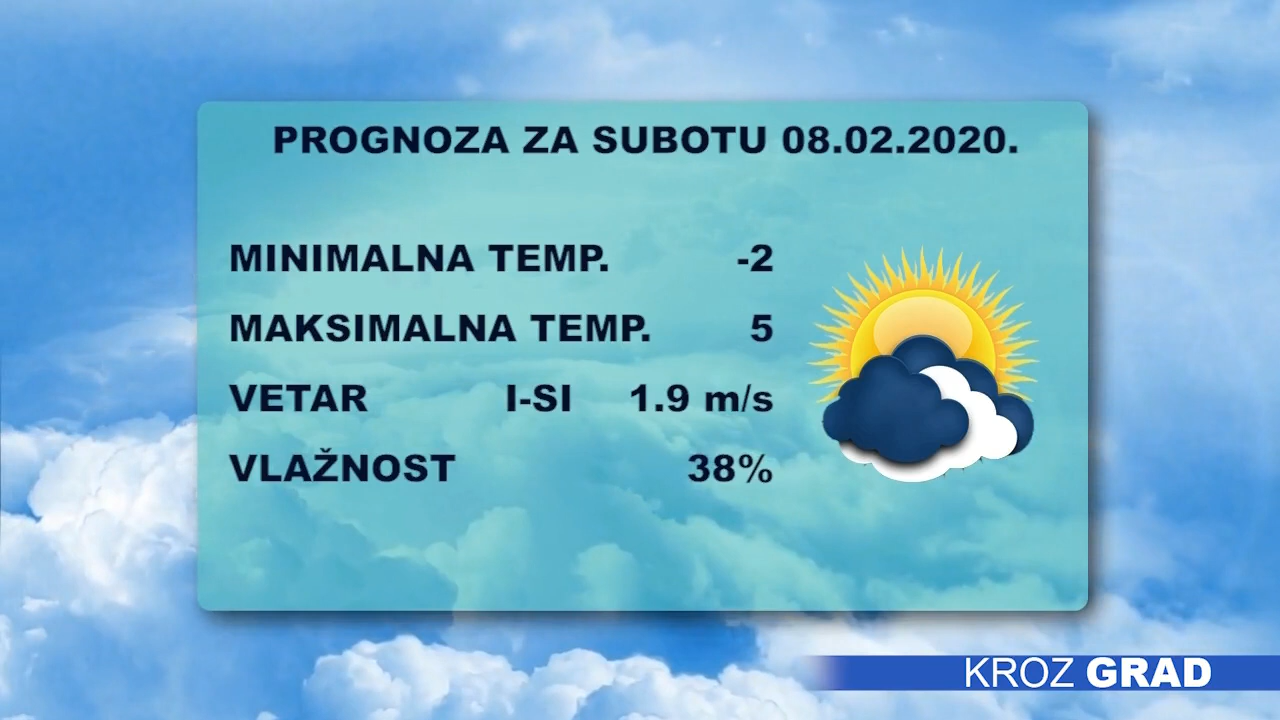 PROGNOZA ZA SUBOTU 08.02.2020.
MINIMALNA TEMP. -2
MAKSIMALNA TEMP. 5
VETAR I-SI 1.9 m/s
VLAŽNOST 38%
KROZ GRAD